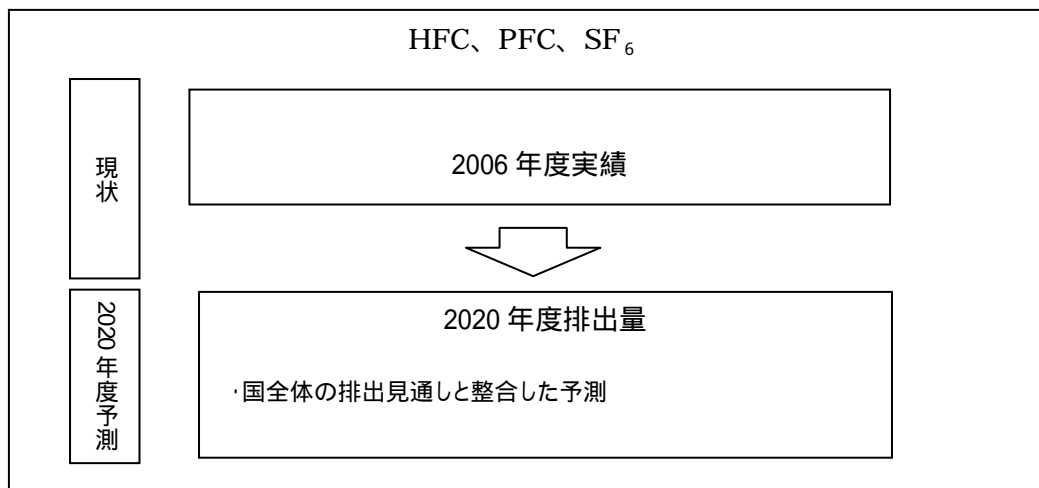 HFC、PFC、SF₆
現状
2006 年度実績
2020 年度予測
2020 年度排出量
・国全体の排出見通しと整合した予測